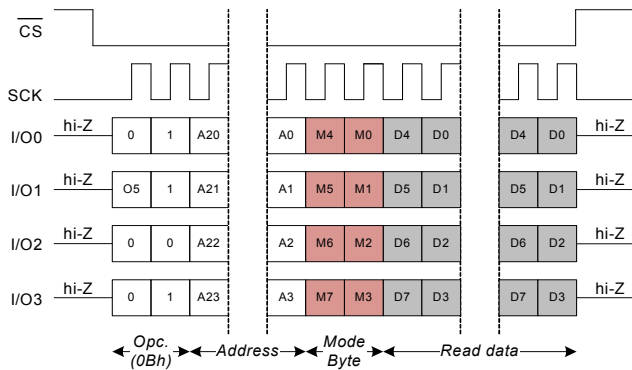 CS
SCK
I/O0 hi-Z 0 1 A20 A0 M4 M0 D4 D0 D4 D0 hi-Z
I/O1 hi-Z O5 1 A21 A1 M5 M1 D5 D1 D5 D1 hi-Z
I/O2 hi-Z 0 0 A22 A2 M6 M2 D6 D2 D6 D2 hi-Z
I/O3 hi-Z 0 1 A23 A3 M7 M3 D7 D3 D7 D3 hi-Z
Opc. Address Mode Read data
(0Bh) Byte